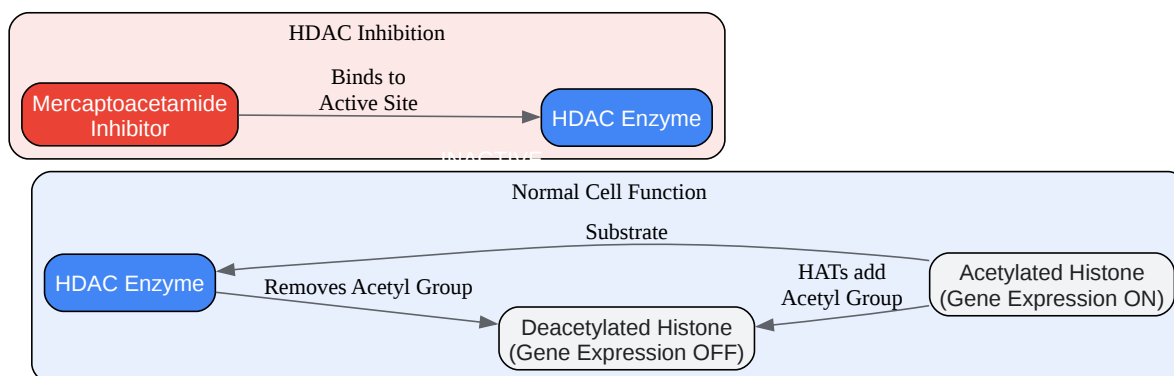 HDAC Inhibition
Mercaptoacetamide
Inhibitor
Binds to
Active Site
HDAC Enzyme
INACTIVE
Normal Cell Function
Substrate
HDAC Enzyme
Removes Acetyl Group
HATs add
Acetyl Group
Acetylated Histone
(Gene Expression ON)
Deacetylated Histone
(Gene Expression OFF)